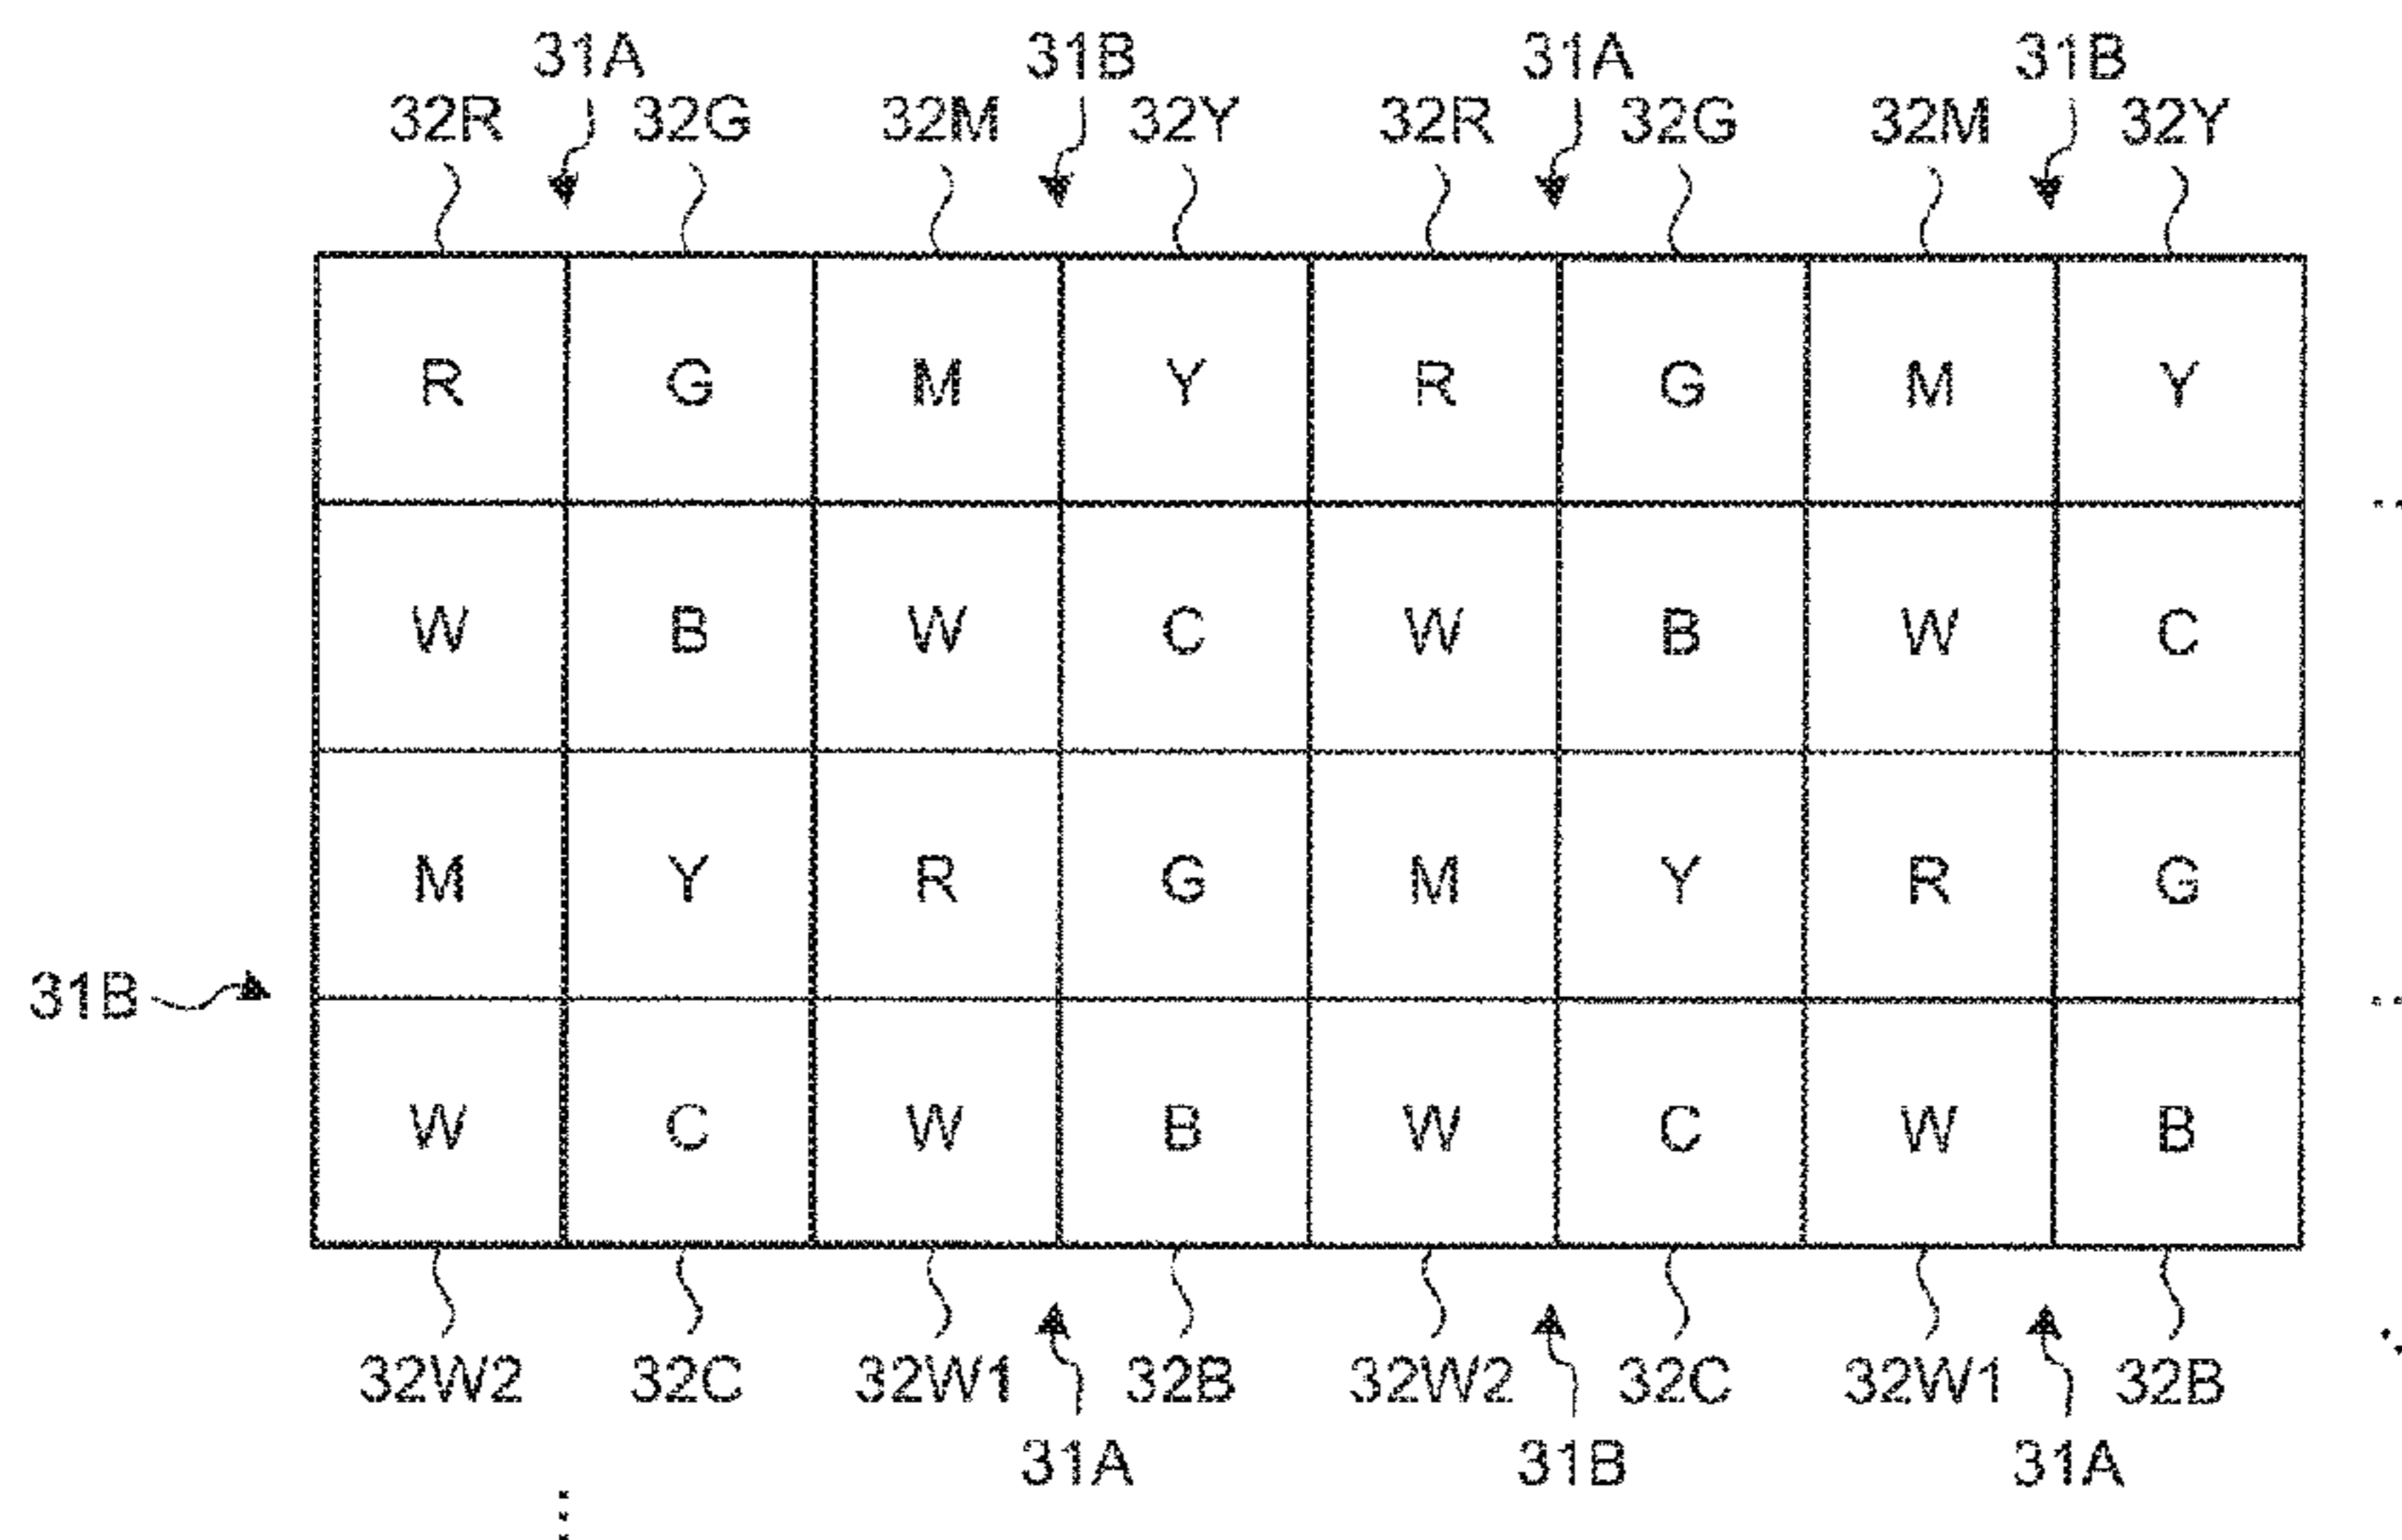 31A 31B 31A 31B
32R 32G 32M 32Y 32R 32G 32M 32Y
R G M Y R G M Y
W B W C W B W C
M Y R G M Y R G
31B
W C W B W C W B
32W2 32C 32W1 32B 32W2 32C 32W1 32B
31A 31B 31A